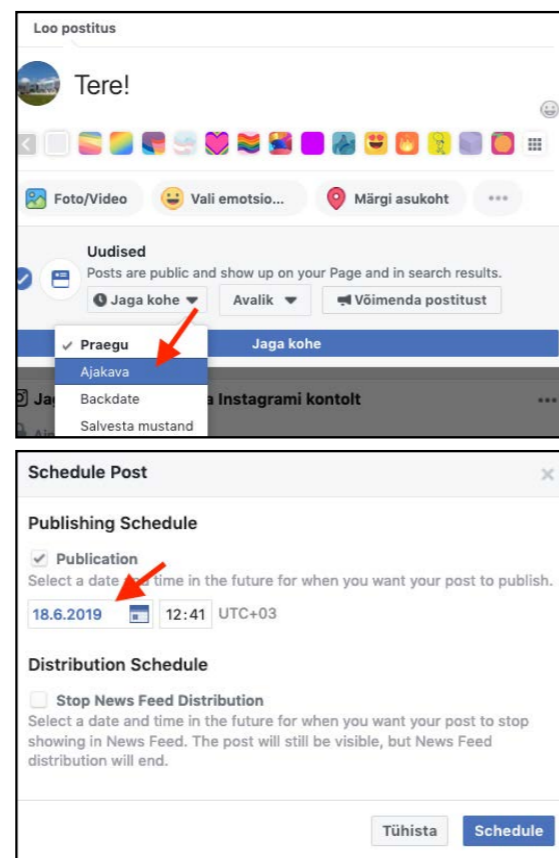 Loo postitus
Tere!
Foto/Video Vali emotsio... Märgi asukoht
Uudised
Posts are public and show up on your Page and in search results.
Jaga kohe Avalik Võimenda postitust
Praegu Jaga kohe
Ajakava
Backdate a Instagrami kontolt
Salvesta mustand
Schedule Post
Publishing Schedule
Publication
Select a date and time in the future for when you want your post to publish.
18.6.2019 12:41 UTC+03
Distribution Schedule
Stop News Feed Distribution
Select a date and time in the future for when you want your post to stop
showing in News Feed. The post will still be visible, but News Feed
distribution will end.
Tühista Schedule